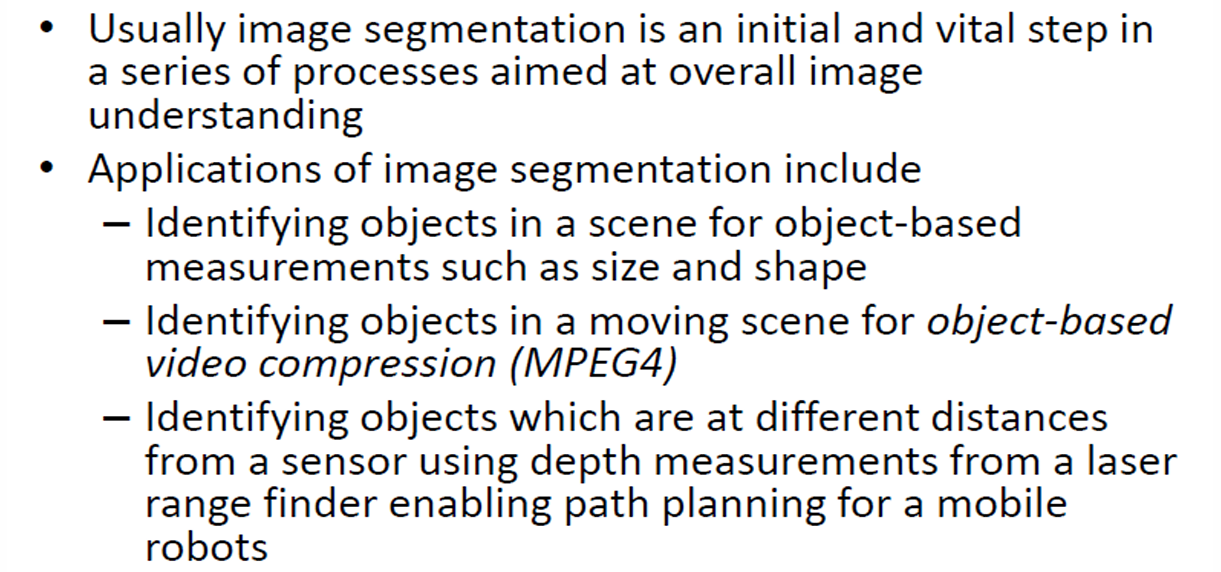 • Usually image segmentation is an initial and vital step in
a series of processes aimed at overall image
understanding
• Applications of image segmentation include
– Identifying objects in a scene for object-based
measurements such as size and shape
– Identifying objects in a moving scene for object-based
video compression (MPEG4)
– Identifying objects which are at different distances
from a sensor using depth measurements from a laser
range finder enabling path planning for a mobile
robots